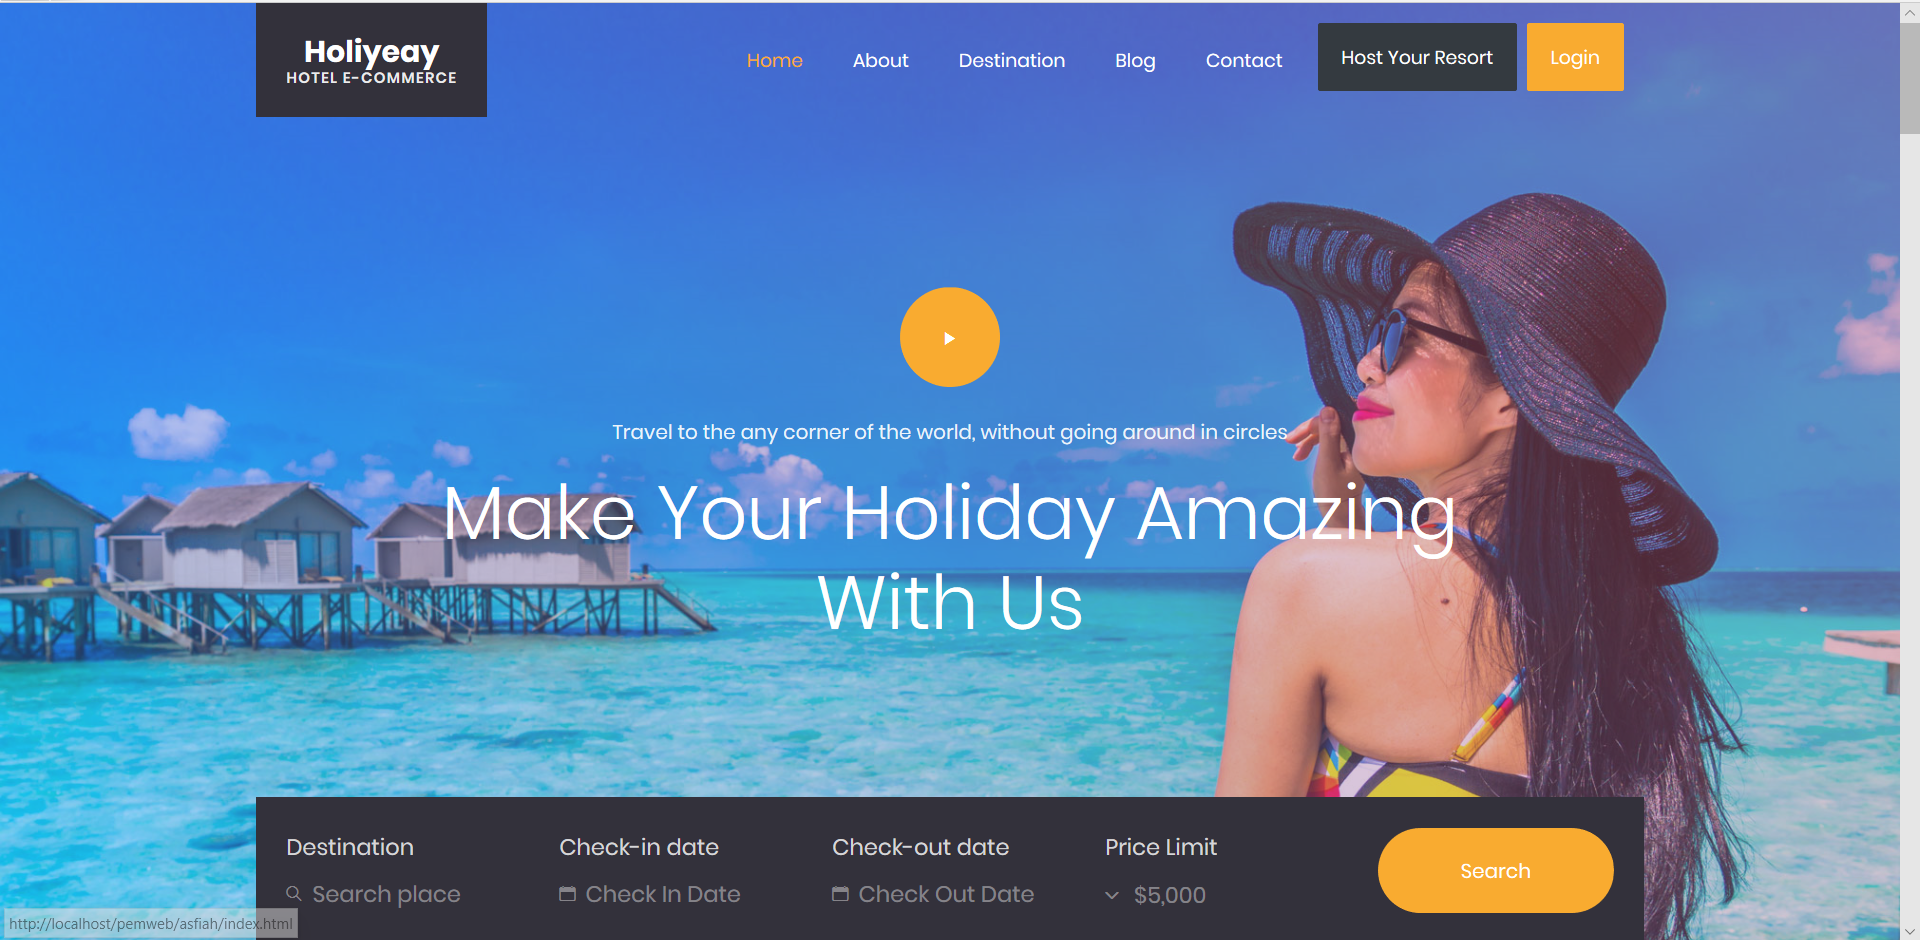 Holiyeay
HOTEL E-COMMERCE
Home
About
Destination
Blog
Contact
Host Your Resort
Login
Travel to the any corner of the world, without going around in circles
Make Your Holiday Amazing
With Us
Destination
Check-in date
Check-out date
Price Limit
Search place
Check In Date
Check Out Date
$5,000
Search
http://localhost/pemweb/asfiah/index.html